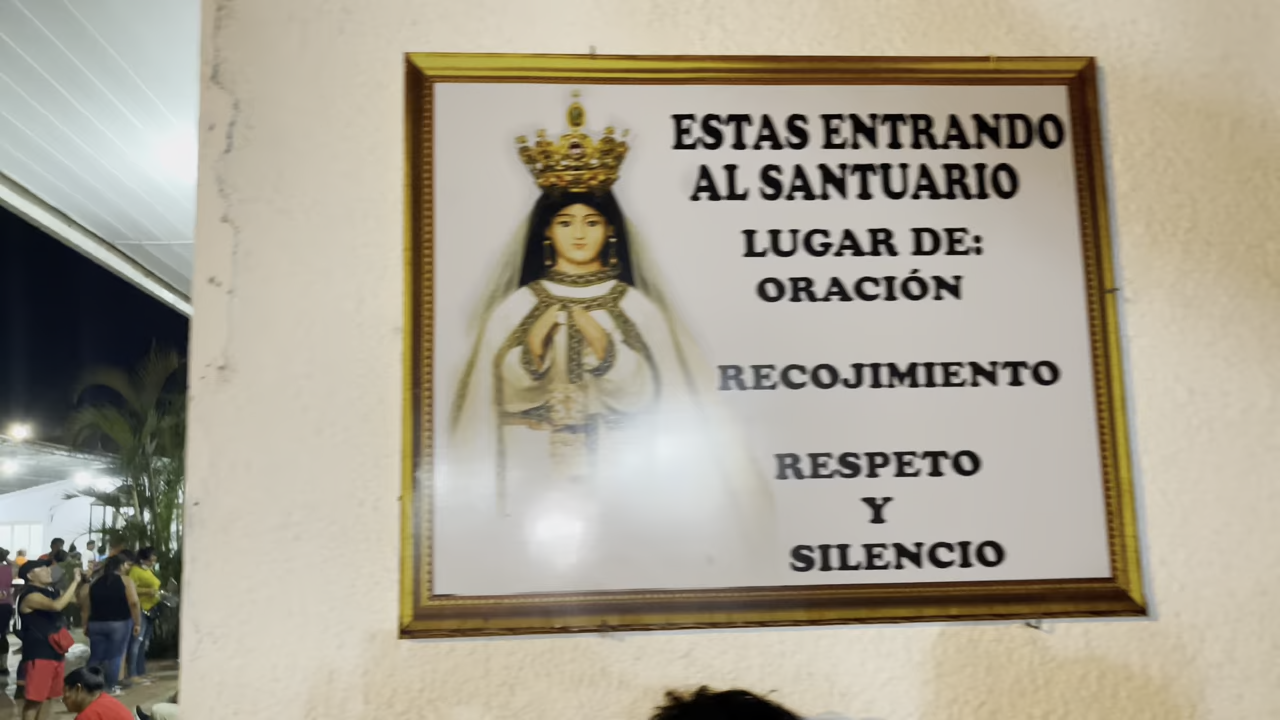 ESTAS ENTRANDO
AL SANTUARIO
LUGAR DE:
ORACIÓN
RECOJIMIENTO
RESPETO
Y
SILENCIO